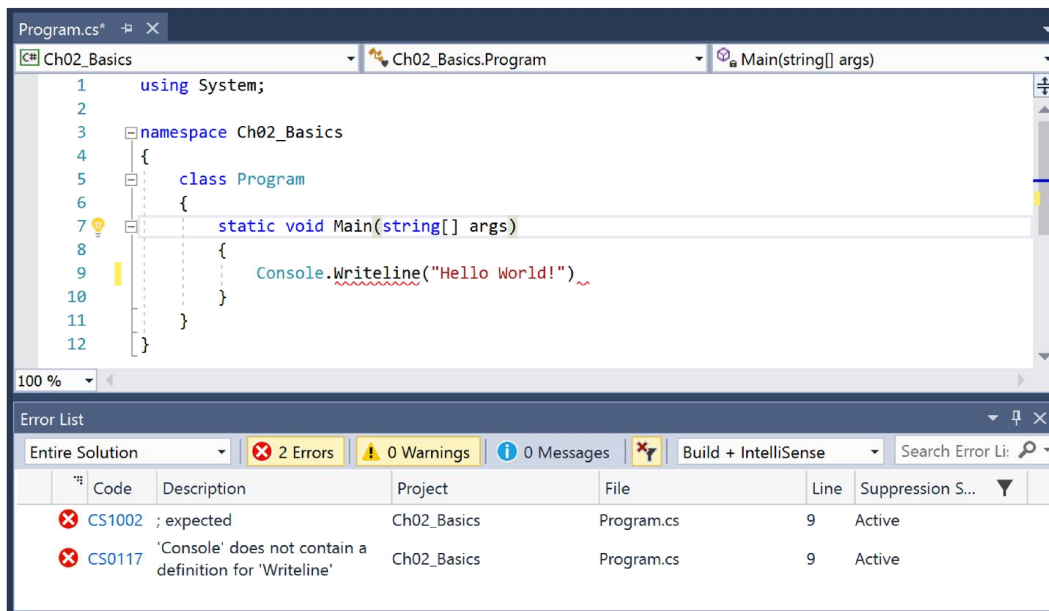 Program.cs*
C# Ch02_Basics Ch02_Basics.Program Main(string[] args)
1 using System;
2
3 namespace Ch02_Basics
4 {
5 class Program
6 {
7 static void Main(string[] args)
8 {
9 Console.Writeline("Hello World!")
10 }
11 }
12 }
100 %
Error List
Entire Solution 2 Errors 0 Warnings 0 Messages Build + IntelliSense Search Error Li
Code Description Project File Line Suppression S...
CS1002 ; expected Ch02_Basics Program.cs 9 Active
CS0117 'Console' does not contain a definition for 'Writeline' Ch02_Basics Program.cs 9 Active